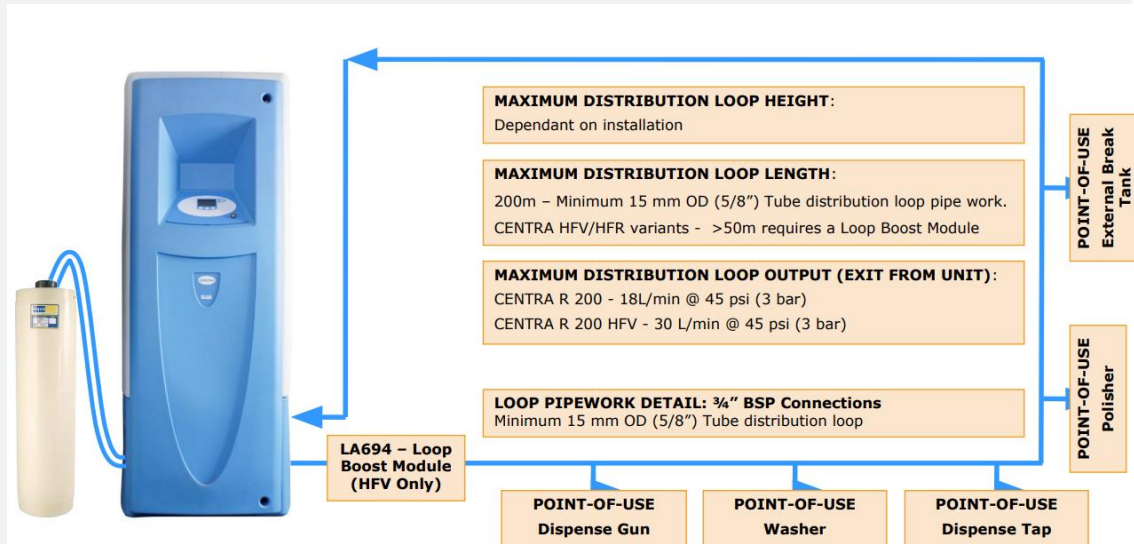 MAXIMUM DISTRIBUTION LOOP HEIGHT:
Dependant on installation
MAXIMUM DISTRIBUTION LOOP LENGTH:
200m – Minimum 15 mm OD (5/8”) Tube distribution loop pipe work.
CENTRA HFV/HFR variants - >50m requires a Loop Boost Module
MAXIMUM DISTRIBUTION LOOP OUTPUT (EXIT FROM UNIT):
CENTRA R 200 - 18L/min @ 45 psi (3 bar)
CENTRA R 200 HFV - 30 L/min @ 45 psi (3 bar)
LOOP PIPEWORK DETAIL: ¾” BSP Connections
Minimum 15 mm OD (5/8”) Tube distribution loop
POINT-OF-USE
External Break
Tank
POINT-OF-USE
Polisher
LA694 – Loop
Boost Module
(HFV Only)
POINT-OF-USE
Dispense Gun
POINT-OF-USE
Washer
POINT-OF-USE
Dispense Tap